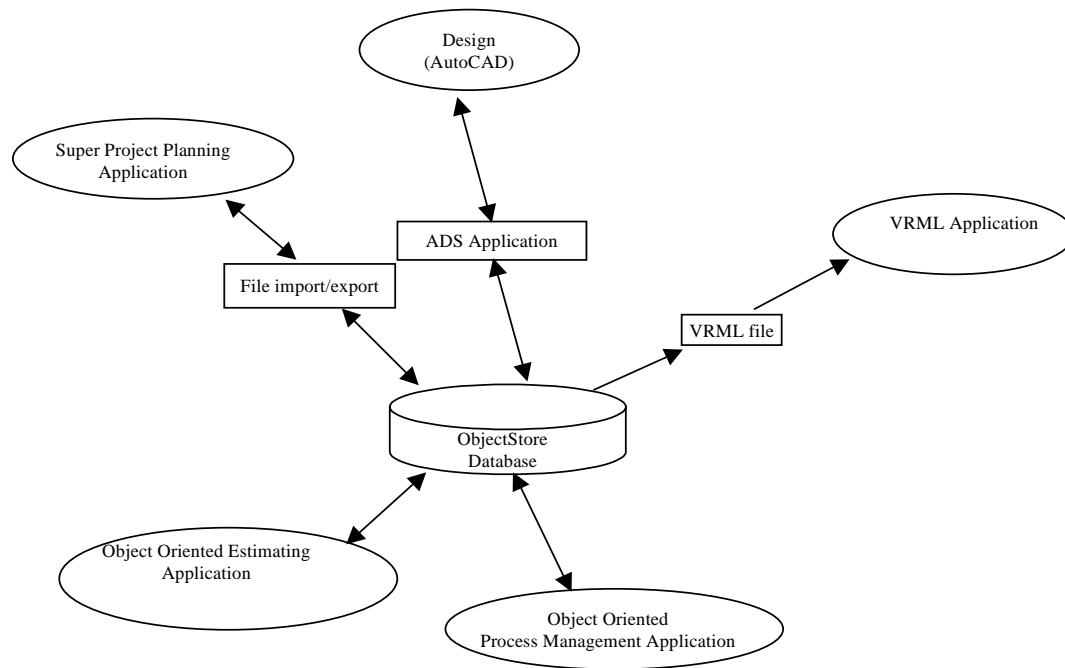 Design
(AutoCAD)
Super Project Planning
Application
VRML Application
ADS Application
File import/export
VRML file
ObjectStore
Database
Object Oriented Estimating
Application
Object Oriented
Process Management Application